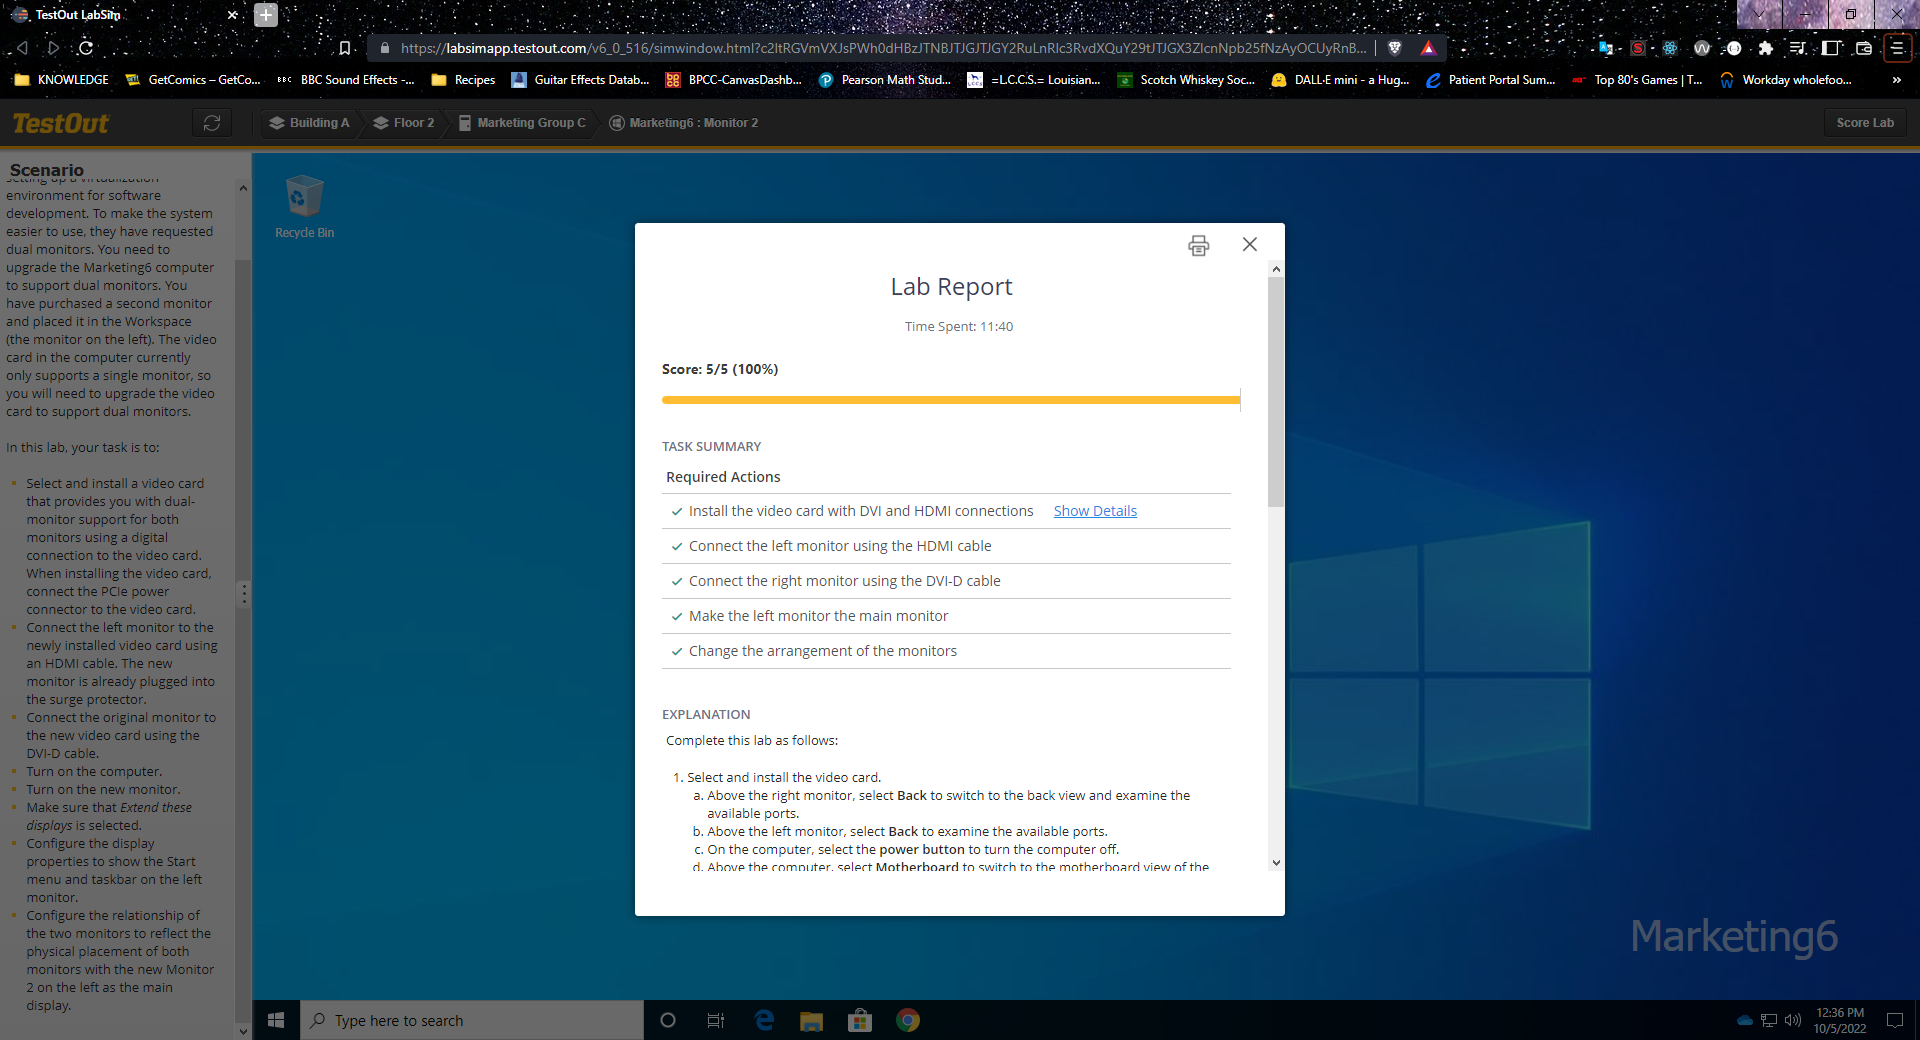 TestOut LabSim
https://labsimapp.testout.com/v6_0_516/simwindow.html?c2ltRGVmVXJsPWh0dHBzJTNBJTJGJTJGY2RuLnRlc3RvdXQuY29tJTJGX3ZlcnNpb25fNzAyOCUyRnB...
KNOWLEDGE
GetComics – GetCo...
BBC BBC Sound Effects -...
Recipes
Guitar Effects Datab...
BPCC-CanvasDashb...
Pearson Math Stud...
=L.C.C.S.= Louisian...
Scotch Whiskey Soc...
DALL·E mini - a Hug...
Patient Portal Sum...
Top 80's Games | T...
Workday wholefoo...
»
TestOut
Building A
Floor 2
Marketing Group C
Marketing6 : Monitor 2
Score Lab
Scenario
setting up a virtualization
environment for software
development. To make the system
easier to use, they have requested
dual monitors. You need to
upgrade the Marketing6 computer
to support dual monitors. You
have purchased a second monitor
and placed it in the Workspace
(the monitor on the left). The video
card in the computer currently
only supports a single monitor, so
you will need to upgrade the video
card to support dual monitors.
In this lab, your task is to:
Select and install a video card
that provides you with dual-
monitor support for both
monitors using a digital
connection to the video card.
When installing the video card,
connect the PCIe power
connector to the video card.
Connect the left monitor to the
newly installed video card using
an HDMI cable. The new
monitor is already plugged into
the surge protector.
Connect the original monitor to
the new video card using the
DVI-D cable.
Turn on the computer.
Turn on the new monitor.
Make sure that Extend these
displays is selected.
Configure the display
properties to show the Start
menu and taskbar on the left
monitor.
Configure the relationship of
the two monitors to reflect the
physical placement of both
monitors with the new Monitor
2 on the left as the main
display.
Recycle Bin
Lab Report
Time Spent: 11:40
Score: 5/5 (100%)
TASK SUMMARY
Required Actions
Install the video card with DVI and HDMI connections Show Details
Connect the left monitor using the HDMI cable
Connect the right monitor using the DVI-D cable
Make the left monitor the main monitor
Change the arrangement of the monitors
EXPLANATION
Complete this lab as follows:
1. Select and install the video card.
a. Above the right monitor, select Back to switch to the back view and examine the
available ports.
b. Above the left monitor, select Back to examine the available ports.
c. On the computer, select the power button to turn the computer off.
d. Above the computer, select Motherboard to switch to the motherboard view of the
Marketing6
Type here to search
12:36 PM
10/5/2022